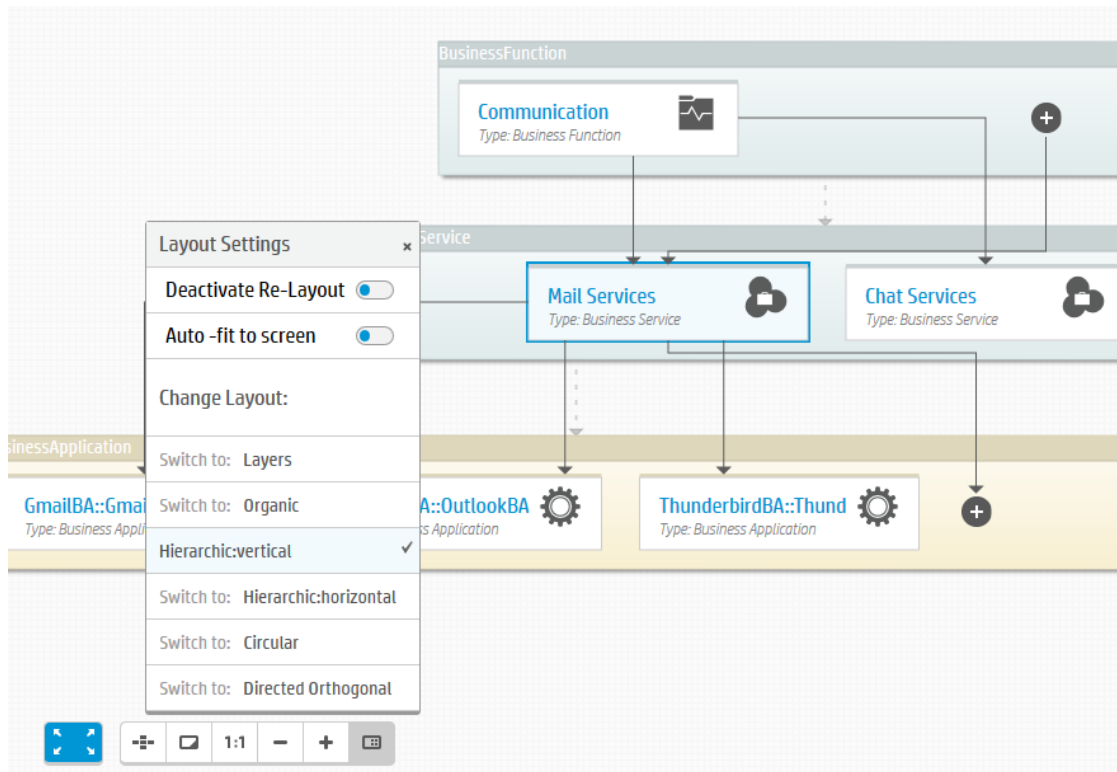 BusinessFunction
Communication
Type: Business Function
Service
Mail Services
Type: Business Service
Chat Services
Type: Business Service
Layout Settings
Deactivate Re-Layout
Auto -fit to screen
Change Layout:
Switch to: Layers
Switch to: Organic
Hierarchic:vertical
Switch to: Hierarchic:horizontal
Switch to: Circular
Switch to: Directed Orthogonal
sinessApplication
GmailBA::Gmai
Type: Business Appli
A::OutlookBA
ss Application
ThunderbirdBA::Thund
Type: Business Application
1:1